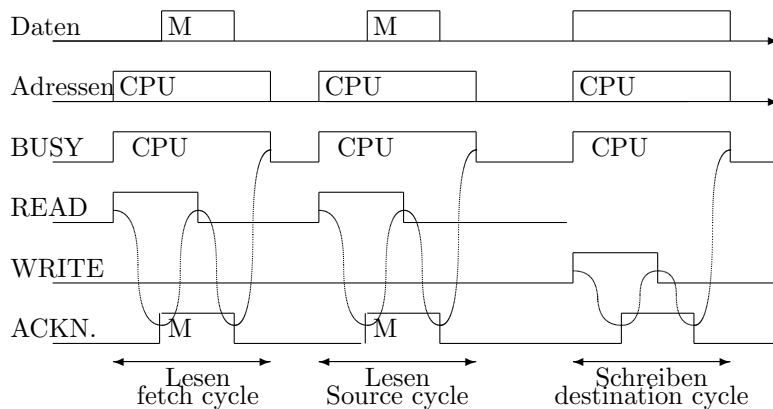 Daten M M
Adressen CPU CPU CPU
BUSY CPU CPU CPU
READ
WRITE
ACKN. M M
Lesen Lesen Schreiben
fetch cycle Source cycle destination cycle